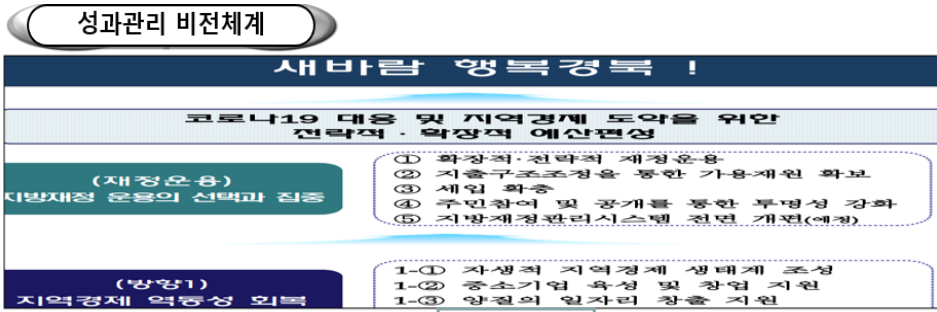 성과관리 비전체계
새바람 행복경북 !
코로나19 대응 및 지역경제 도약을 위한
전략적 · 확장적 예산편성
(재정운용)
지방재정 운용의 선택과 집중
① 확장적·전략적 재정운용
② 지출구조조정을 통한 가용재원 확보
③ 세입 확충
④ 주민참여 및 공개를 통한 투명성 강화
⑤ 지방재정관리시스템 전면 개편(예정)
(방향1)
지역경제 역동성 회복
1-① 자생적 지역경제 생태계 조성
1-② 중소기업 육성 및 창업 지원
1-③ 양질의 일자리 창출 지원